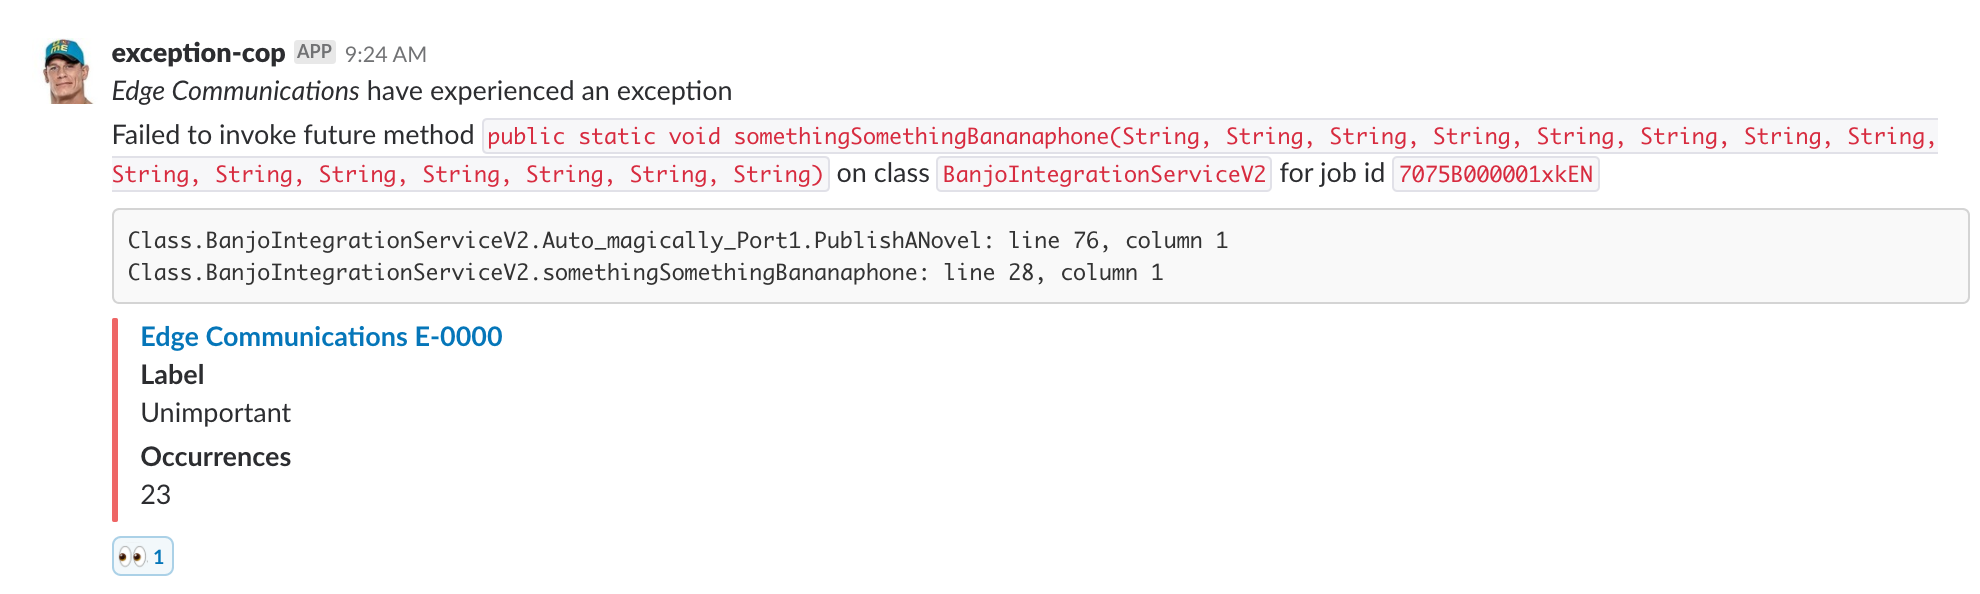 exception-cop APP 9:24 AM
Edge Communications have experienced an exception
Failed to invoke future method public static void somethingSomethingBananaphone(String, String, String, String, String, String, String, String,
String, String, String, String, String, String, String) on class BanjoIntegrationServiceV2 for job id 7075B000001xkEN
Class.BanjoIntegrationServiceV2.Auto_magically_Port1.PublishANovel: line 76, column 1
Class.BanjoIntegrationServiceV2.somethingSomethingBananaphone: line 28, column 1
Edge Communications E-0000
Label
Unimportant
Occurrences
23
1